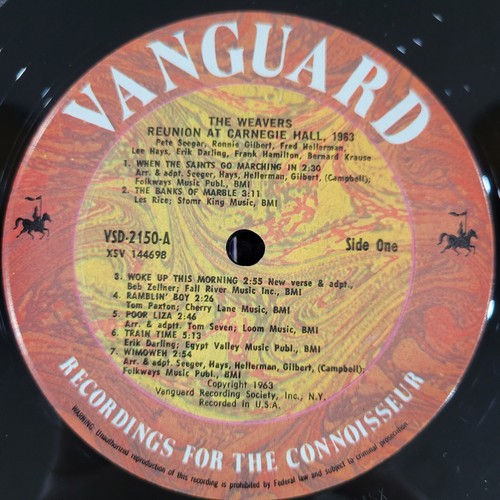 VANGUARD
THE WEAVERS
REUNION AT CARNEGIE HALL, 1963
Pete Seegar, Ronnie Gilbert, Fred Hellerman,
Lee Hays, Erik Darling, Frank Hamilton, Bernard Krause
1. WHEN THE SAINTS GO MARCHING IN 2:30
Arr. & adapt. Seeger, Hays, Hellerman, Gilbert, (Campbell);
Folkways Music Publ., BMI
2. THE BANKS OF MARBLE 3:11
Les Rice; Stomr King Music, BMI
VSD-2150-A
XSV 144698
Side One
3. WOKE UP THIS MORNING 2:55 New verse & adpt.,
Bob Zellner; Fall River Music Inc., BMI
4. RAMBLIN' BOY 2:26
Tom Paxton; Cherry Lane Music, BMI
5. POOR LIZA 2:46
Arr. & adptt. Tom Seven; Loom Music, BMI
6. TRAIN TIME 5:13
Erik Darling; Egypt Valley Music Publ., BMI
7. WIMOWEH 2:54
Arr. & adpt. Seeger, Hays, Hellerman, Gilbert, (Campbell);
Folkways Music Publ., BMI
Copyright 1963
Vanguard Recording Society, Inc., N.Y.
Recorded in U.S.A.
RECORDINGS FOR THE CONNOISSEUR
WARNING: Unauthorized reproduction of this recording is prohibited by Federal law and subject to criminal prosecution.